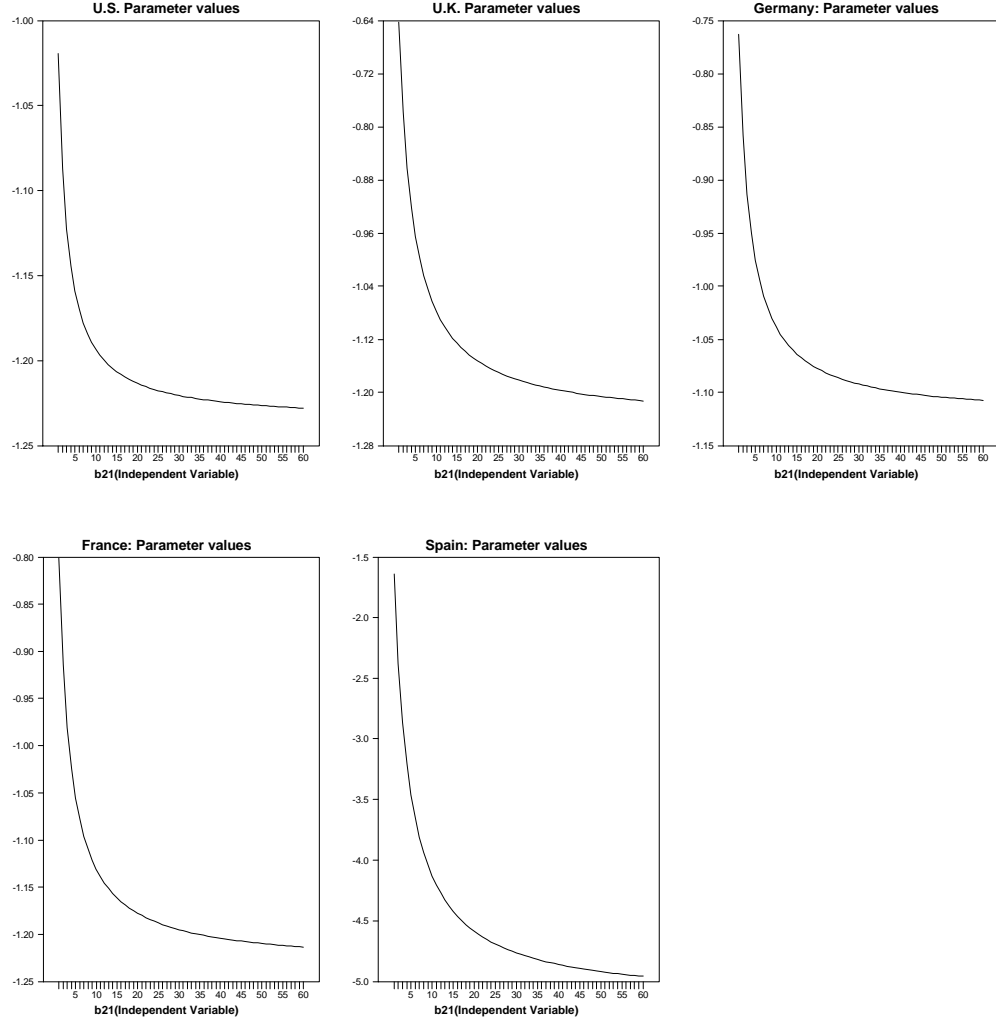 U.S. Parameter values
-1.00
-1.05
-1.10
-1.15
-1.20
-1.25
5 10 15 20 25 30 35 40 45 50 55 60
b21(Independent Variable)
U.K. Parameter values
-0.64
-0.72
-0.80
-0.88
-0.96
-1.04
-1.12
-1.20
-1.28
5 10 15 20 25 30 35 40 45 50 55 60
b21(Independent Variable)
Germany: Parameter values
-0.75
-0.80
-0.85
-0.90
-0.95
-1.00
-1.05
-1.10
-1.15
5 10 15 20 25 30 35 40 45 50 55 60
b21(Independent Variable)
France: Parameter values
-0.80
-0.85
-0.90
-0.95
-1.00
-1.05
-1.10
-1.15
-1.20
-1.25
5 10 15 20 25 30 35 40 45 50 55 60
b21(Independent Variable)
Spain: Parameter values
-1.5
-2.0
-2.5
-3.0
-3.5
-4.0
-4.5
-5.0
5 10 15 20 25 30 35 40 45 50 55 60
b21(Independent Variable)